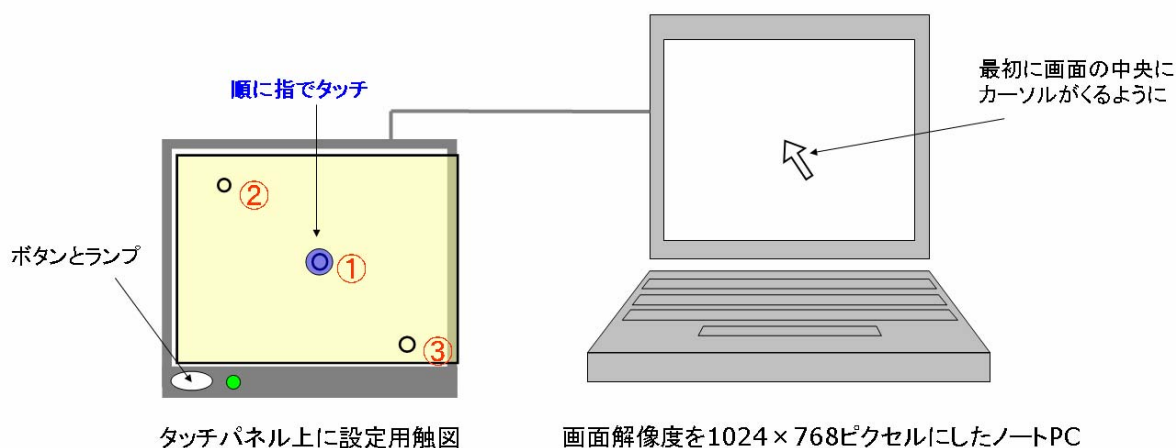 最初に画面の中央に
カーソルがくるように
順に指でタッチ
②
①
ボタンとランプ
③
タッチパネル上に設定用触図
画面解像度を1024×768ピクセルにしたノートPC